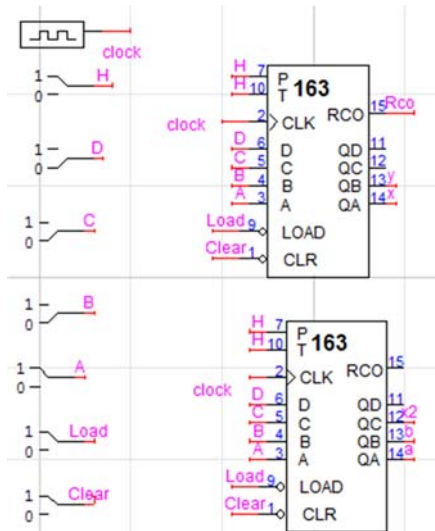 clock
1 H
0
1 D
0
1 C
0
1 B
0
1 A
0
1 Load
0
1 Clear
0
H 7 P 163
H 10 T
RCO 15 Rco
clock 2 CLK
D 6 D QD 11
C 5 C QC 12
B 4 B QB 13 y
A 3 A QA 14 x
Load 9 LOAD
Clear 1 CLR
H 7 P 163
H 10 T
RCO 15
clock 2 CLK
D 6 D QD 11
C 5 C QC 12 x2
B 4 B QB 13 b
A 3 A QA 14 a
Load 9 LOAD
Clear 1 CLR